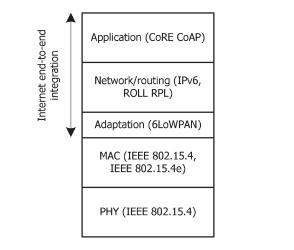 Internet end-to-end
integration
Application (CoRE CoAP)
Network/routing (IPv6,
ROLL RPL)
Adaptation (6LoWPAN)
MAC (IEEE 802.15.4,
IEEE 802.15.4e)
PHY (IEEE 802.15.4)